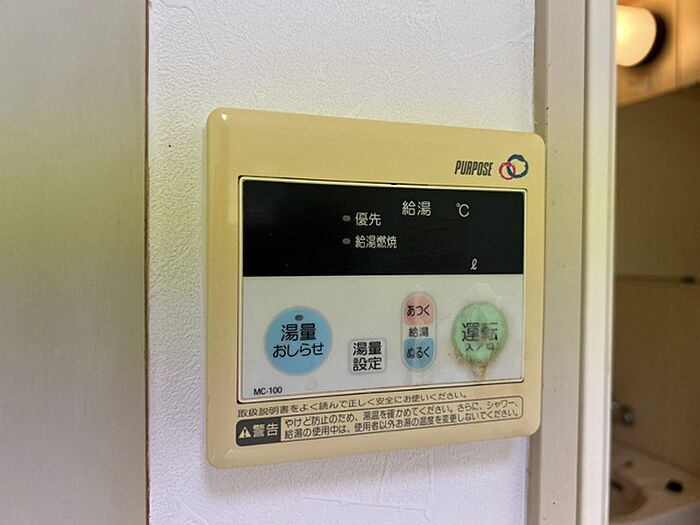 PURPOSE
給湯 ℃
優先
給湯燃焼
ℓ
湯量
おしらせ
湯量
設定
あつく
給湯
ぬるく
運転
入／切
MC-100
取扱説明書をよく読んで正しく安全にお使いください。
警告
やけど防止のため、湯温を確かめてください。さらに、シャワー、
給湯の使用中は、使用者以外お湯の温度を変更しないでください。